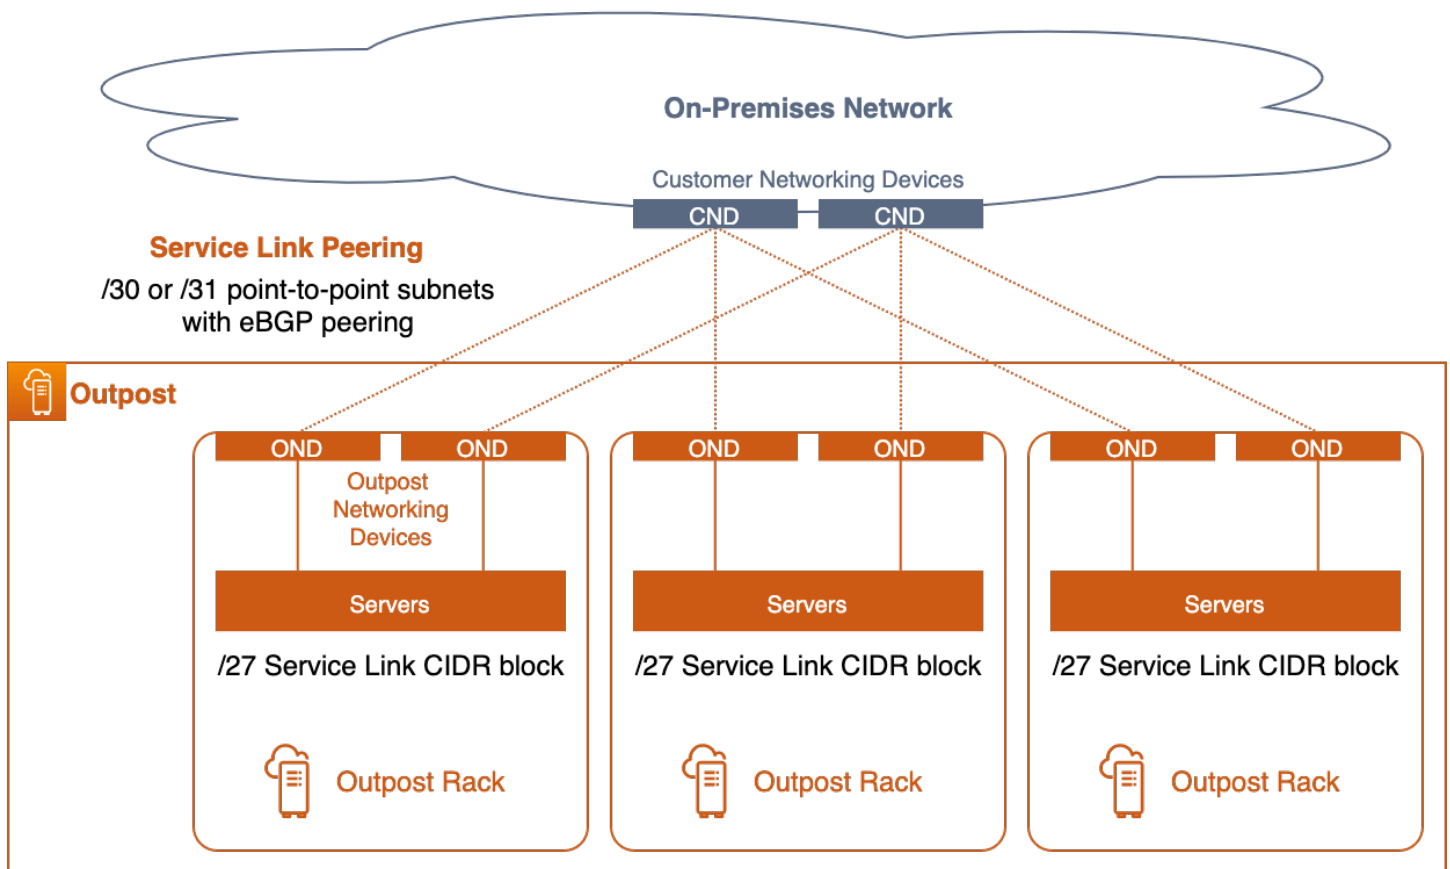 On-Premises Network
Customer Networking Devices
CND
CND
Service Link Peering
/30 or /31 point-to-point subnets
with eBGP peering
Outpost
OND
OND
OND
OND
OND
OND
Outpost
Networking
Devices
Servers
Servers
Servers
/27 Service Link CIDR block
/27 Service Link CIDR block
/27 Service Link CIDR block
Outpost Rack
Outpost Rack
Outpost Rack